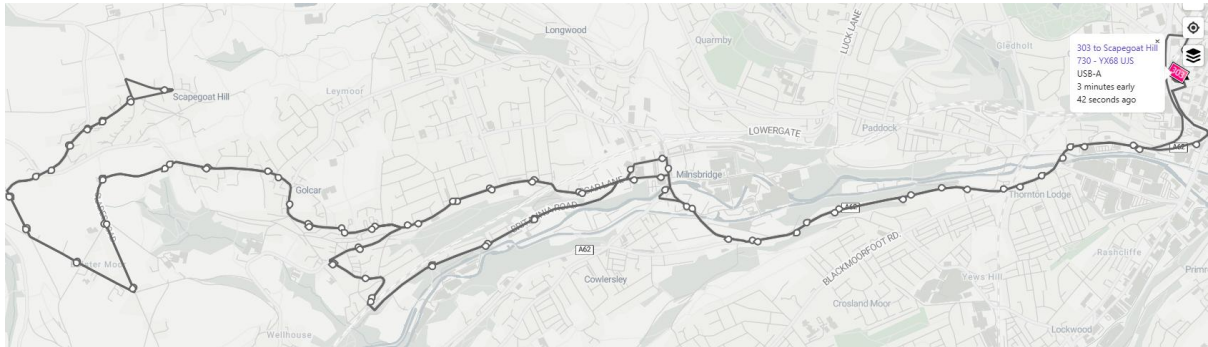 Longwood
Quarmby
LUCK LANE
Gledholt
303 to Scapegoat Hill
730 - YX68 UJS
USB-A
3 minutes early
42 seconds ago
×
303
Scapegoat Hill
Leymoor
LOWERGATE
Paddock
A62
Milnsbridge
Golcar
Thornton Lodge
A62
A62
BLACKMOORFOOT RD
Rashcliffe
Cowlersley
Yews Hill
Crosland Moor
Lockwood
Wellhouse